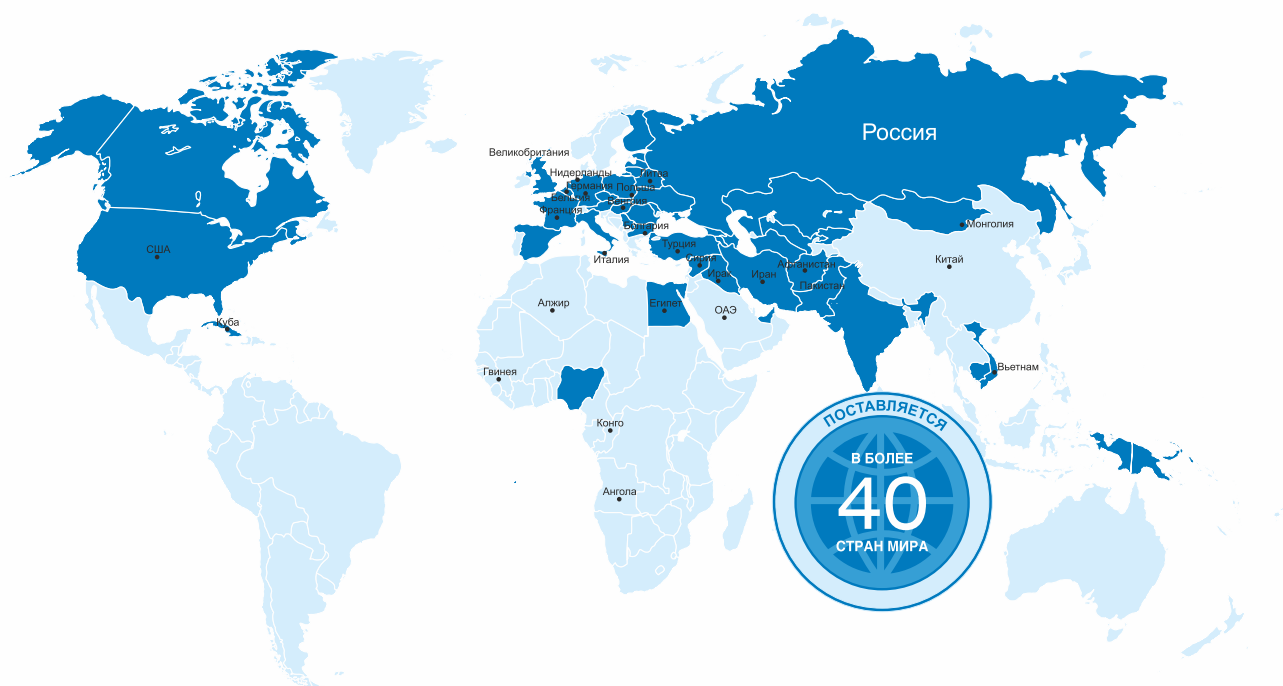 Россия
Великобритания
Нидерланды
Литва
Германия
Польша
Бельгия
Франция
Болгария
Турция
Италия
Сирия
Ирак
Иран
Афганистан
Пакистан
Монголия
Китай
США
Куба
Алжир
Египет
ОАЭ
Гвинея
Вьетнам
Конго
Ангола
ПОСТАВЛЯЕТСЯ
В БОЛЕЕ
40
СТРАН МИРА